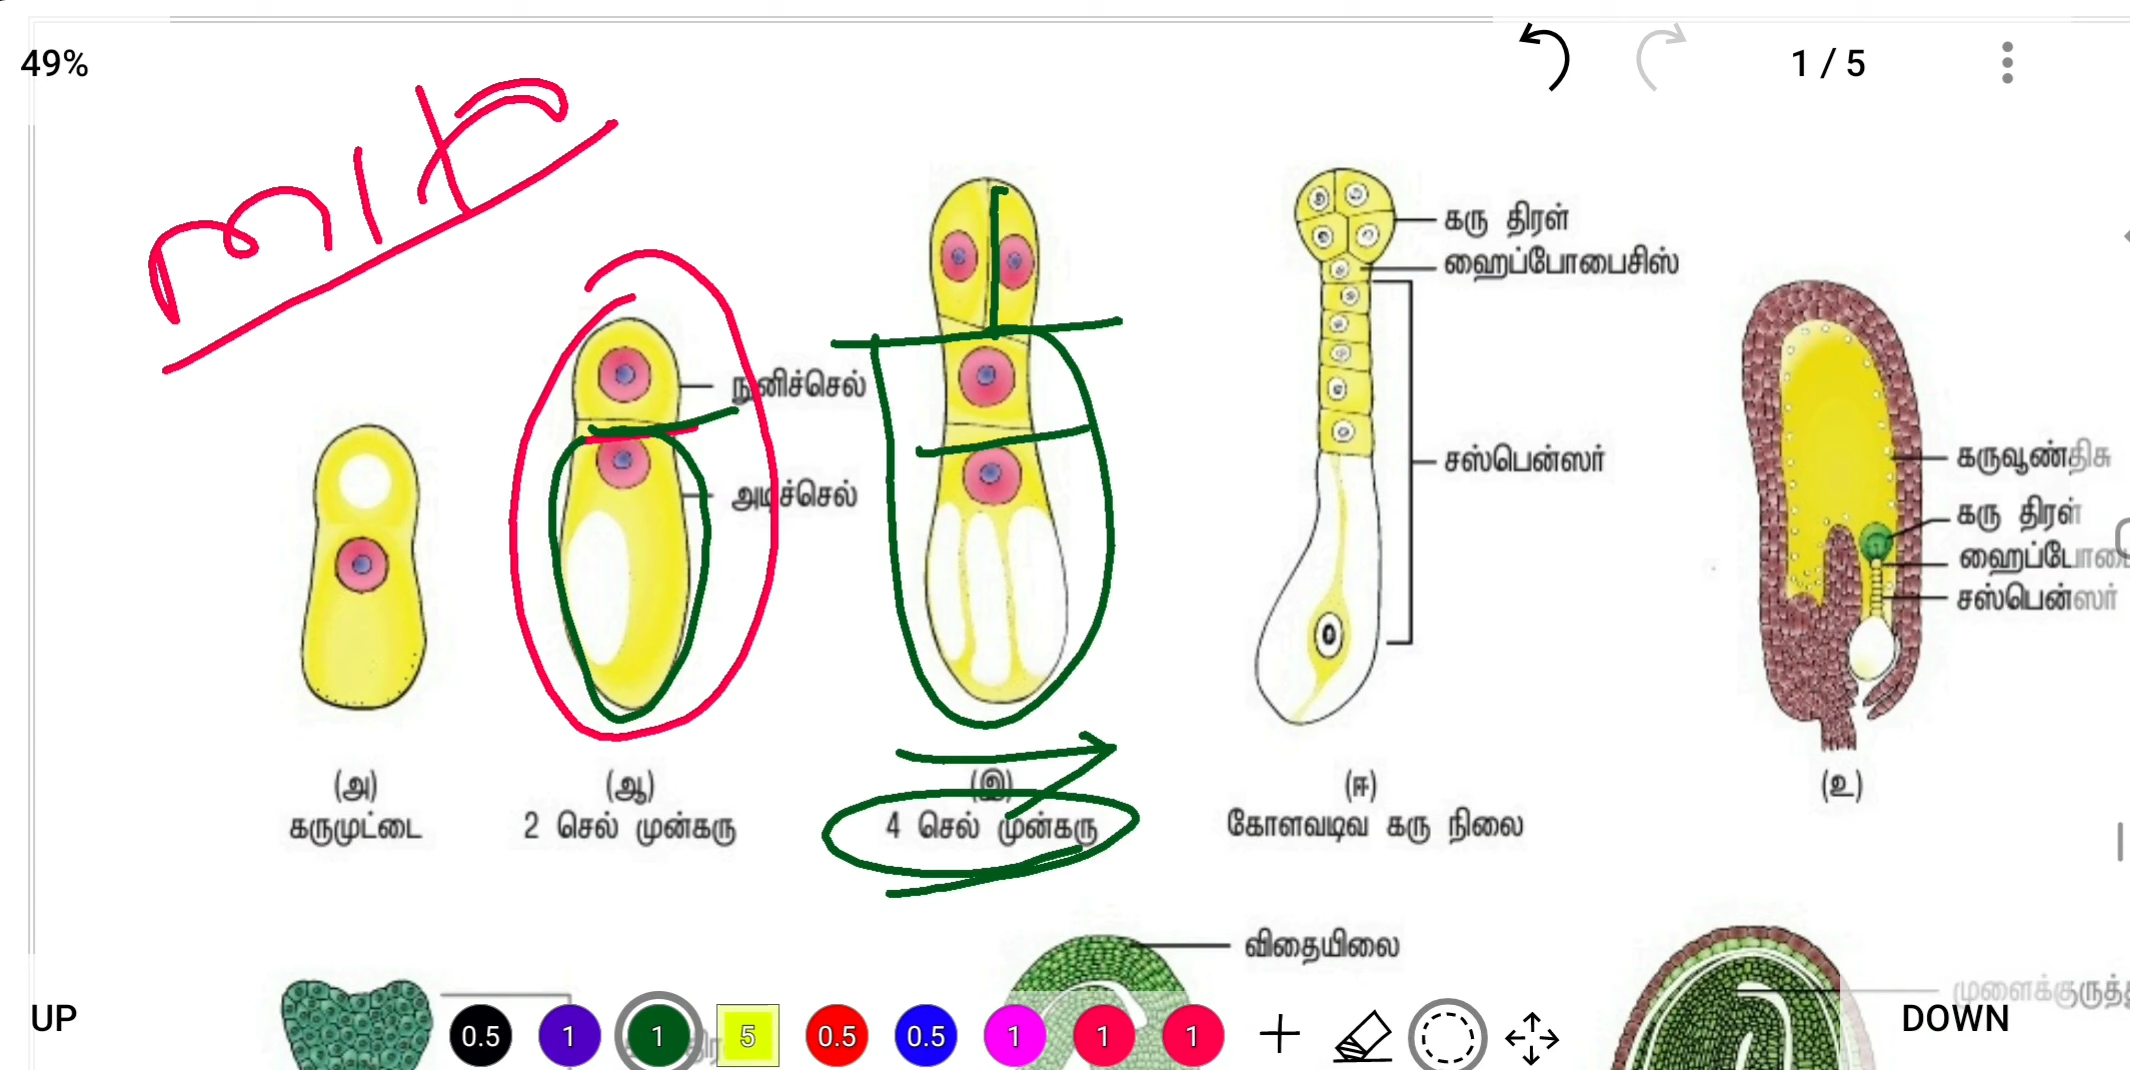 49%
1 / 5
mit
கரு திரள்
ஹைப்போபைசிஸ்
நுனிச்செல்
அடிச்செல்
சஸ்பென்ஸர்
கருவூண்திசு
கரு திரள்
ஹைப்போபை
சஸ்பென்ஸர்
(அ)
(ஆ)
(இ)
(ஈ)
(உ)
கருமுட்டை
2 செல் முன்கரு
4 செல் முன்கரு
கோளவடிவ கரு நிலை
விதையிலை
முளைக்குருத்
UP
0.5
1
1
5
0.5
0.5
1
1
1
DOWN